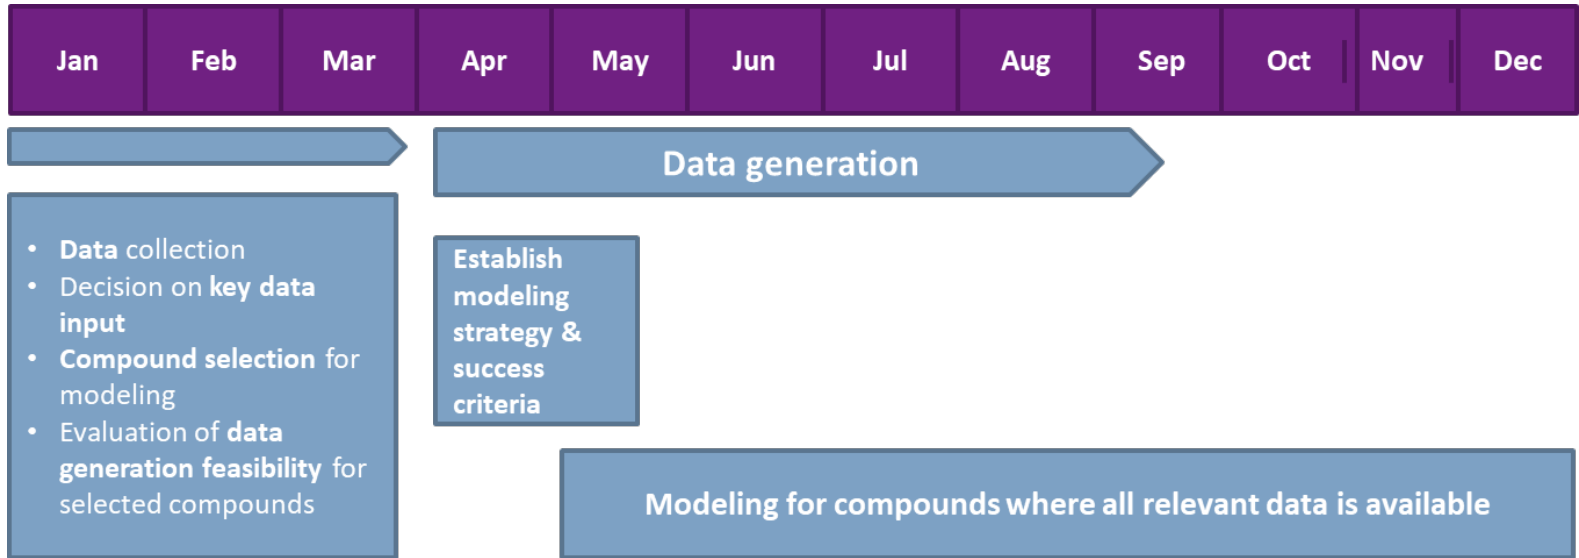 Jan Feb Mar Apr May Jun Jul Aug Sep Oct Nov Dec
Data generation
• Data collection
• Decision on key data
input
• Compound selection for
modeling
• Evaluation of data
generation feasibility for
selected compounds
Establish
modeling
strategy &
success
criteria
Modeling for compounds where all relevant data is available